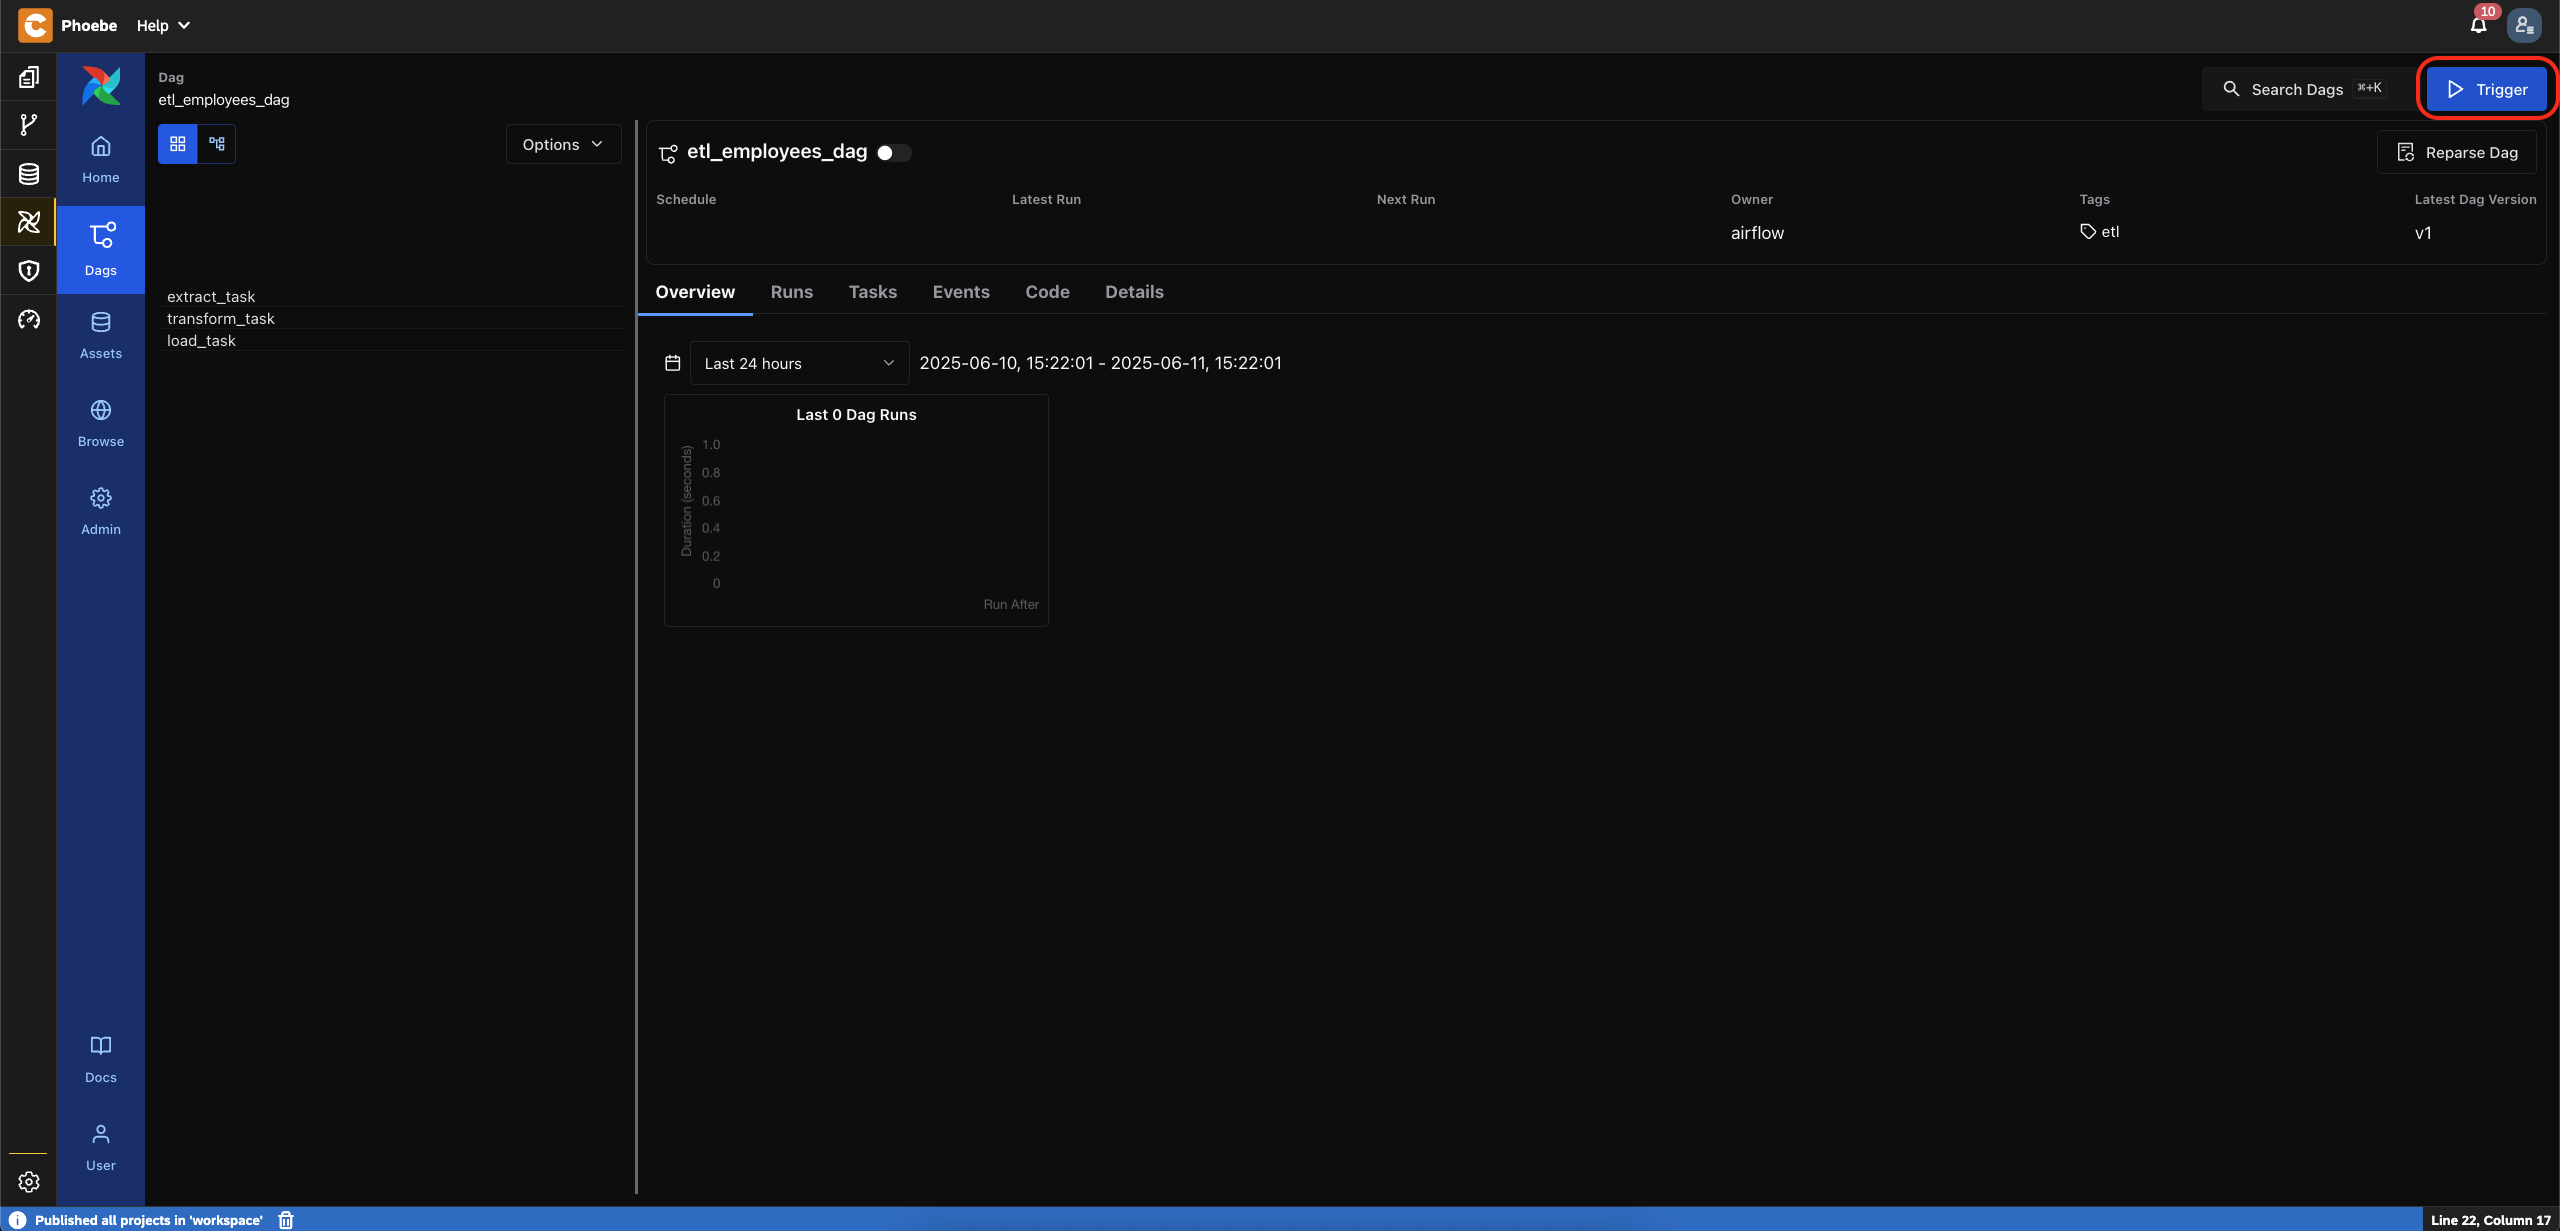 Phoebe Help
10
Dag
etl_employees_dag
Search Dags ⌘+K
Trigger
Home
Dags
Assets
Browse
Admin
Docs
User
Options
extract_task
transform_task
load_task
etl_employees_dag
Reparse Dag
Schedule Latest Run Next Run Owner Tags Latest Dag Version
airflow etl v1
Overview Runs Tasks Events Code Details
Last 24 hours 2025-06-10, 15:22:01 - 2025-06-11, 15:22:01
Last 0 Dag Runs
Duration (seconds)
1.0
0.8
0.6
0.4
0.2
0
Run After
Published all projects in 'workspace'
Line 22, Column 17